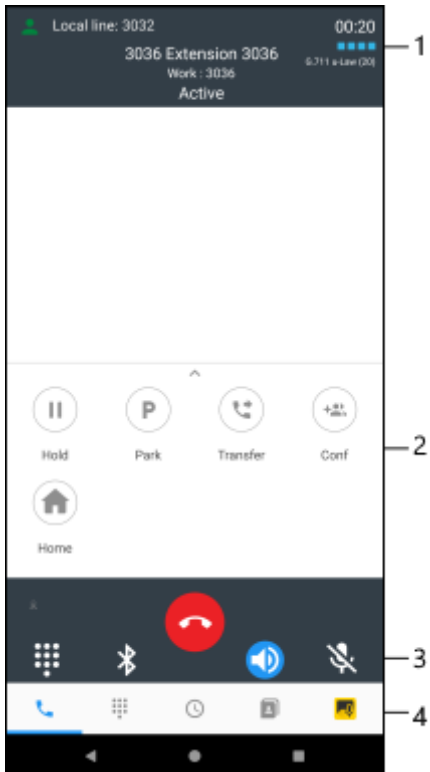 Local line: 3032
00:20
3036 Extension 3036
G.711 u-Law (20)
Work : 3036
Active
1
P
Hold
Park
Transfer
Conf
2
Home
3
4